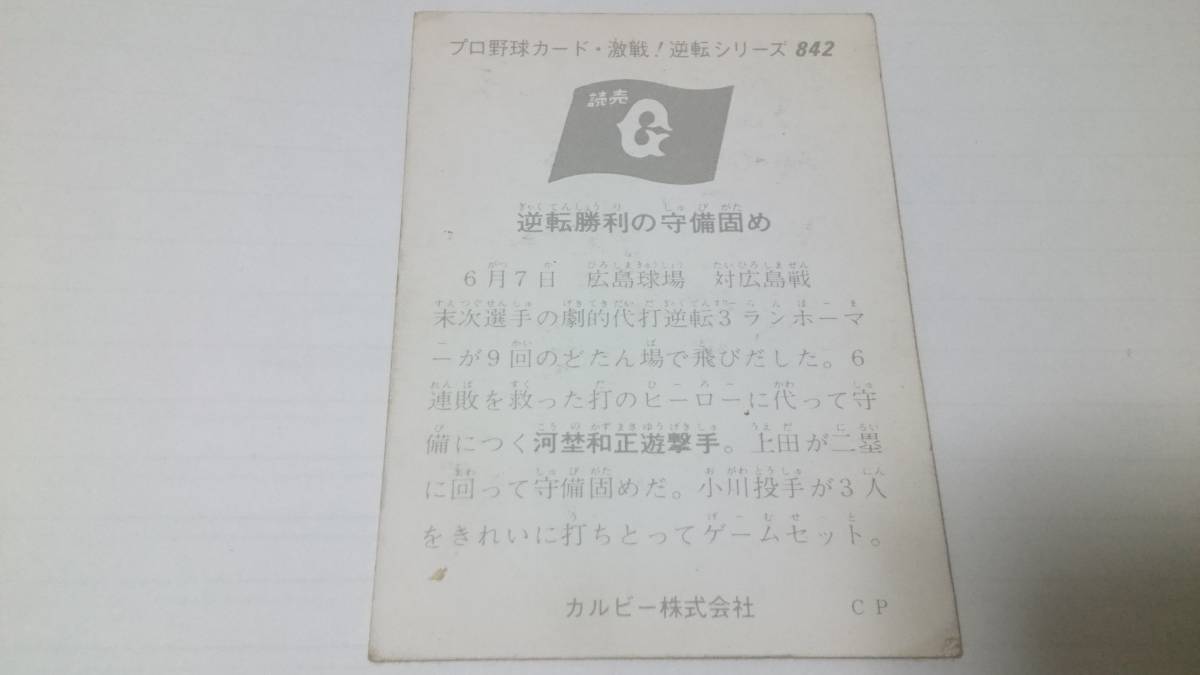 プロ野球カード・激戦！逆転シリーズ 842
読売
G
逆転勝利の守備固め
6月7日 広島球場 対広島戦
末次選手の劇的代打逆転3ランホーマ
ーが9回のどたん場で飛びだした。6
連敗を救った打のヒーローに代って守
備につく河埜和正遊撃手。上田が二塁
に回って守備固めだ。小川投手が3人
をきれいに打ちとってゲームセット。
カルビー株式会社 CP